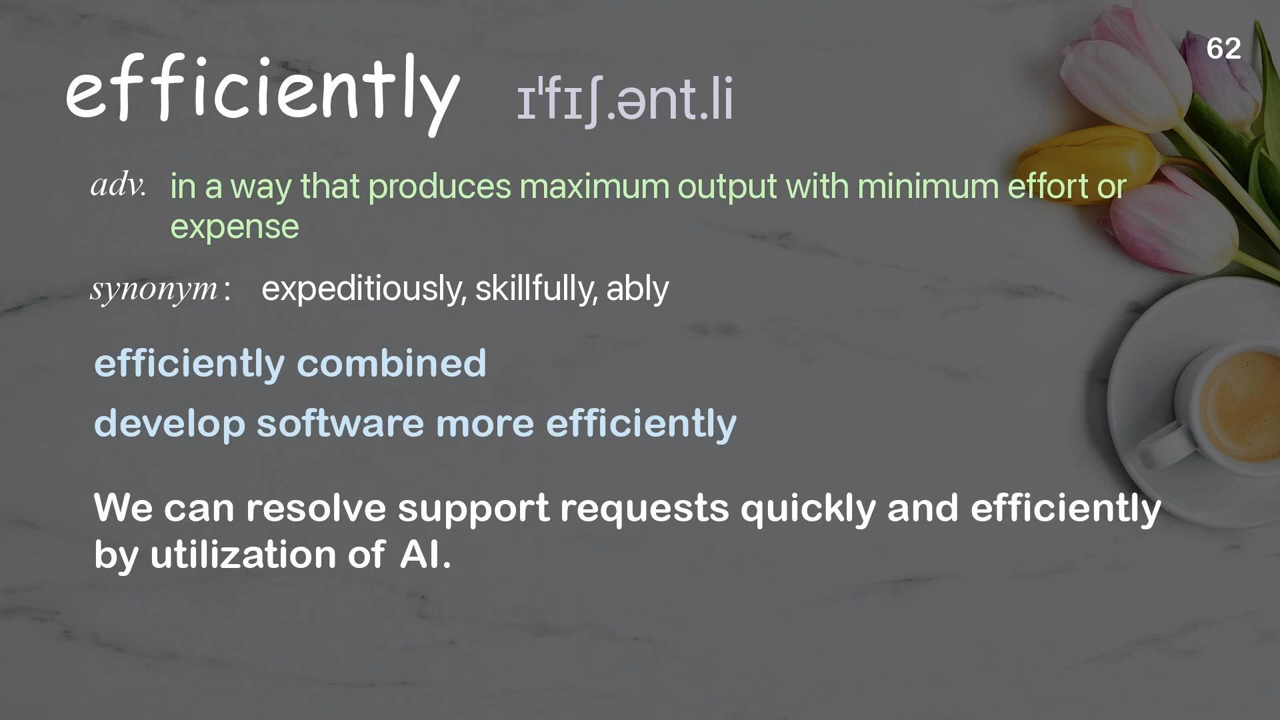 62
efficiently ɪˈfɪʃ.ənt.li
adv. in a way that produces maximum output with minimum effort or
expense
synonym: expeditiously, skillfully, ably
efficiently combined
develop software more efficiently
We can resolve support requests quickly and efficiently
by utilization of AI.